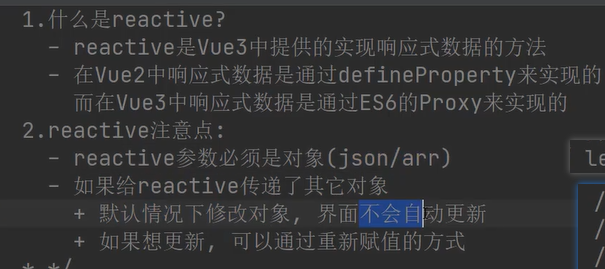 1.什么是reactive?
- reactive是Vue3中提供的实现响应式数据的方法
- 在Vue2中响应式数据是通过defineProperty来实现的
而在Vue3中响应式数据是通过ES6的Proxy来实现的
2.reactive注意点:
- reactive参数必须是对象(json/arr)
le
- 如果给reactive传递了其它对象
/
+ 默认情况下修改对象, 界面不会自动更新
/
+ 如果想更新, 可以通过重新赋值的方式
/
* */